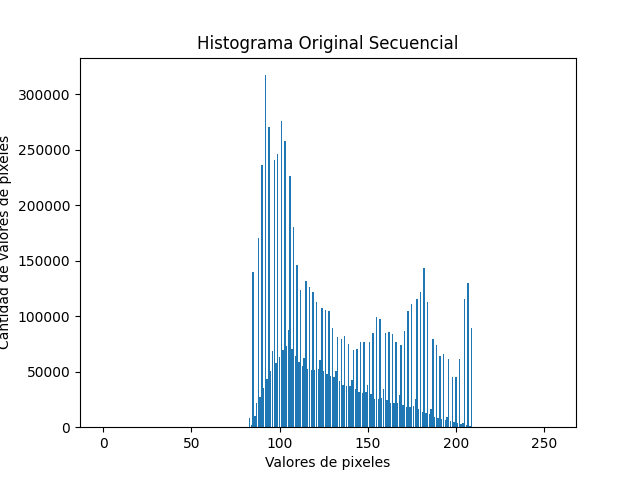 Histograma Original Secuencial
Cantidad de valores de pixeles
300000
250000
200000
150000
100000
50000
0
0 50 100 150 200 250
Valores de pixeles